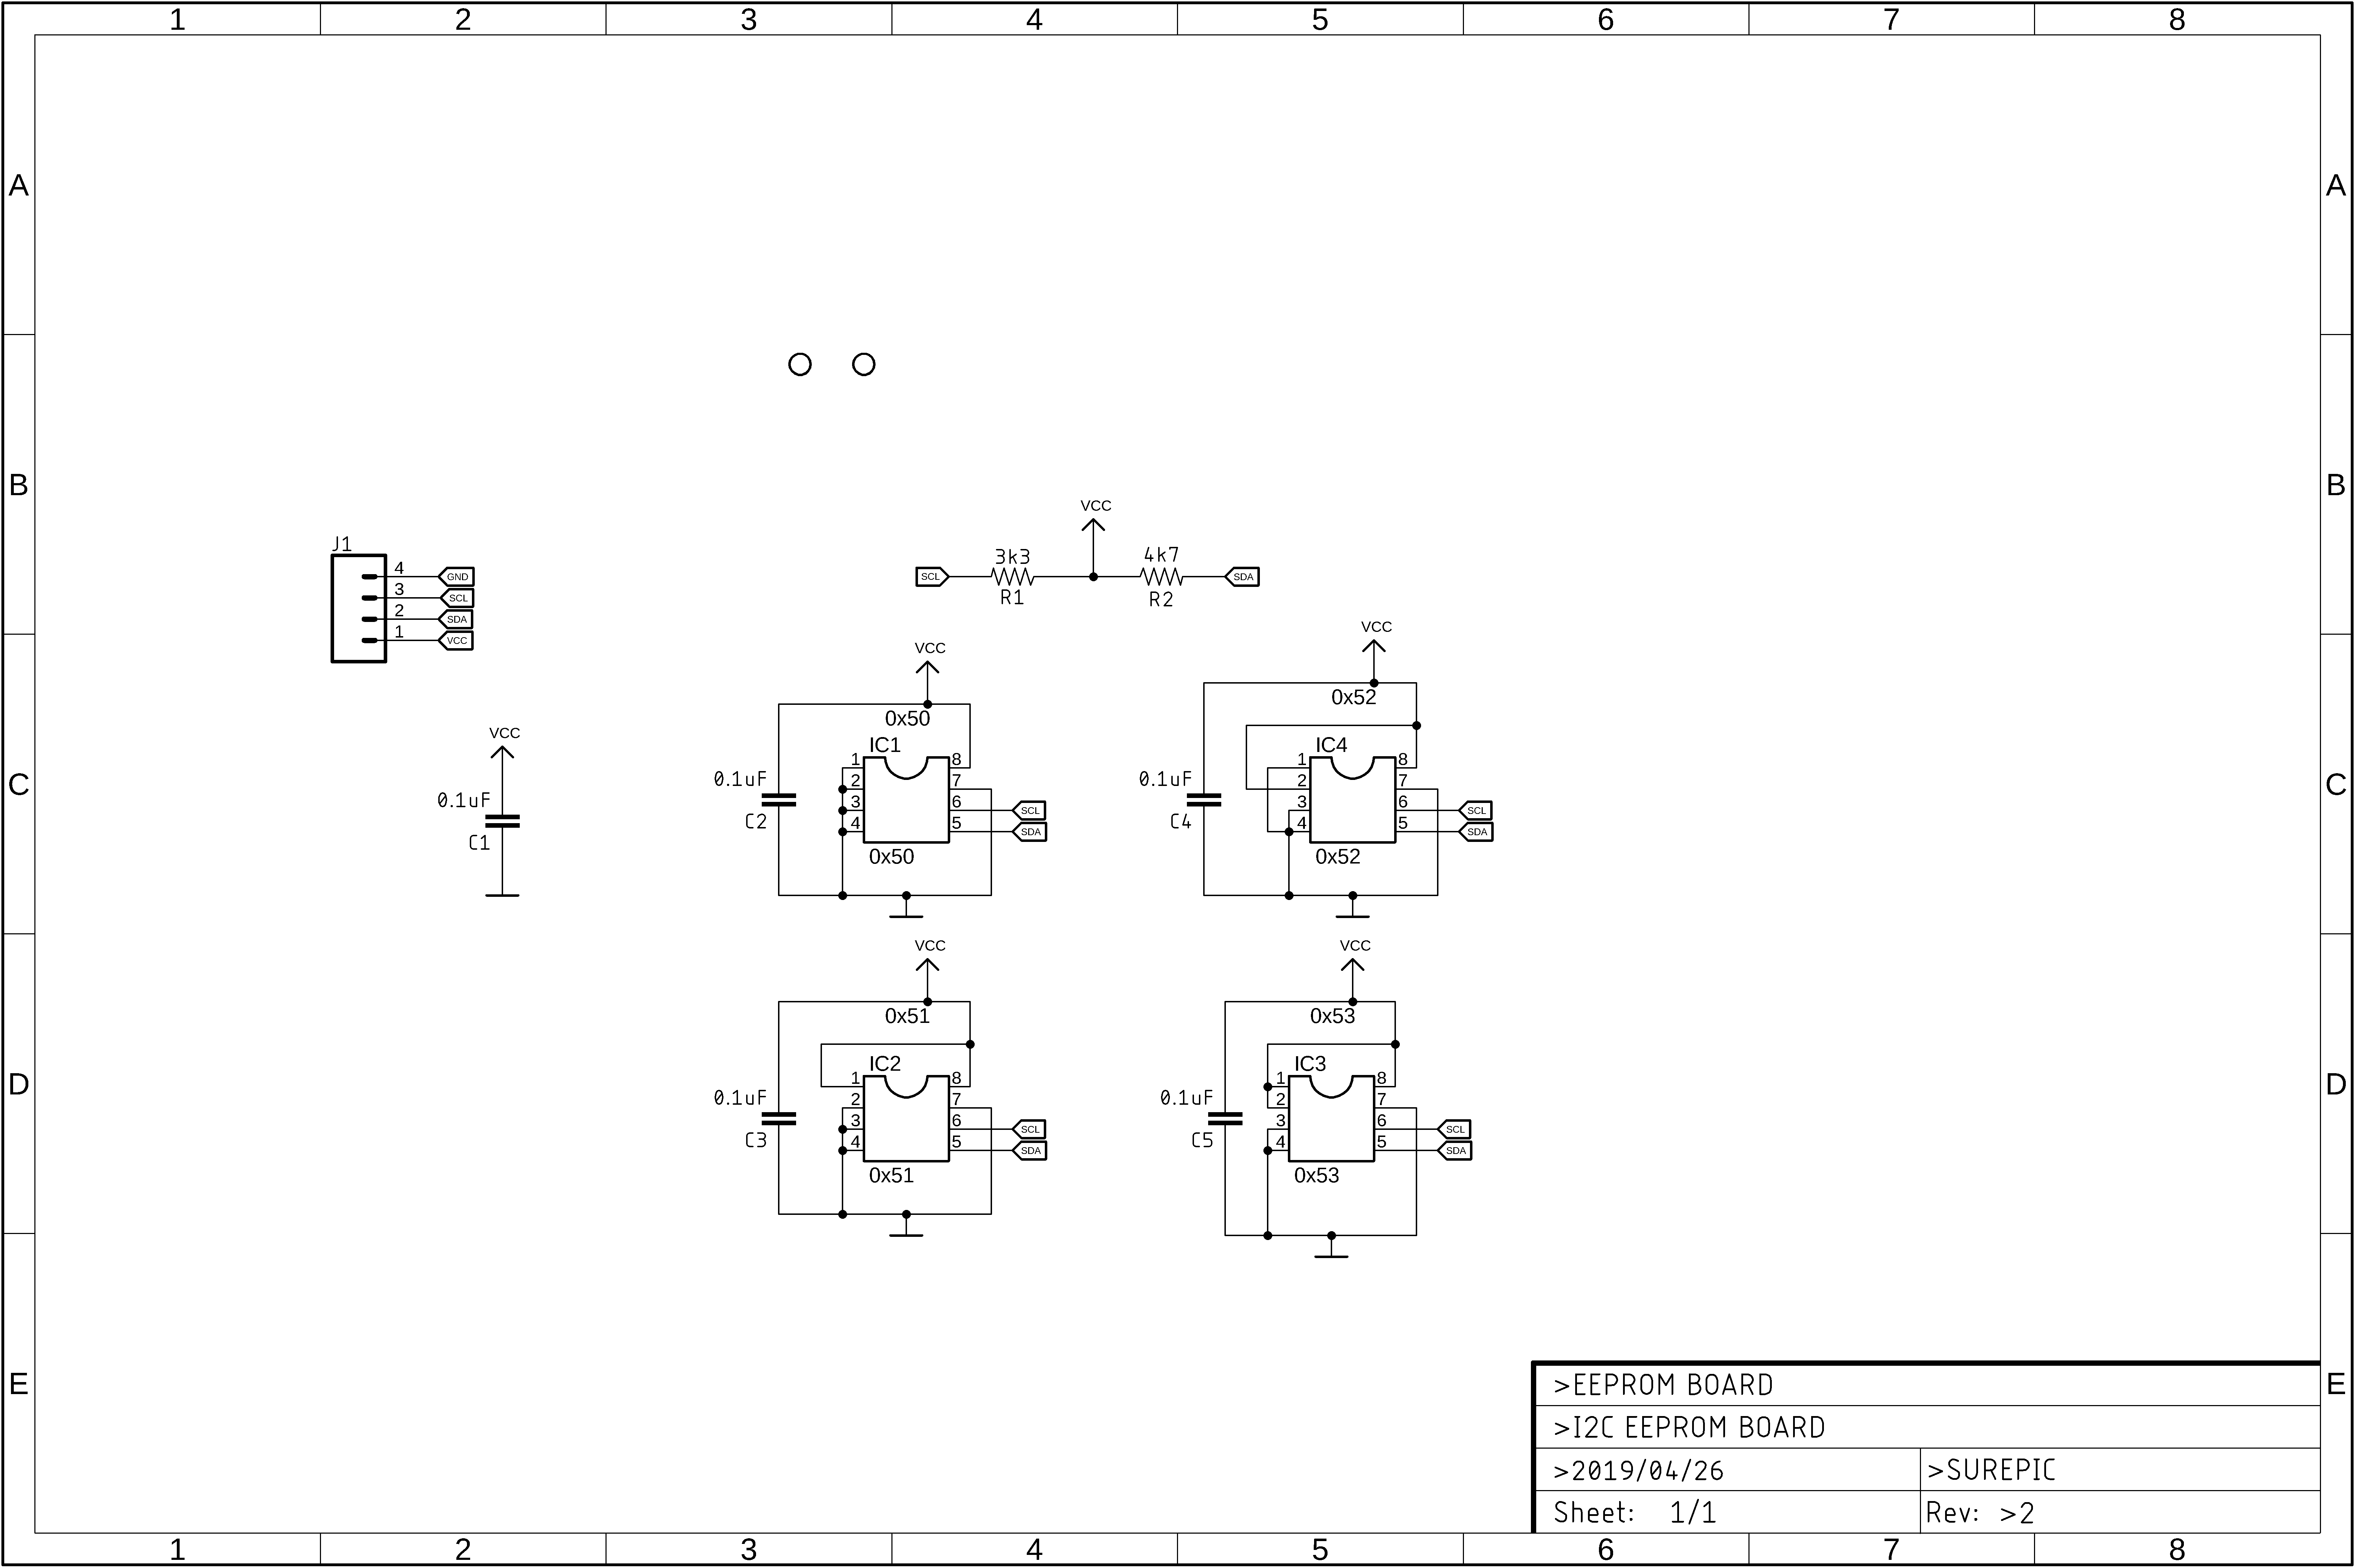 1 2 3 4 5 6 7 8
A A
B B
VCC
J1
4 GND
3 SCL
2 SDA
1 VCC
SCL 3k3 R1 4k7 R2 SDA
C C
VCC
0.1uF
C1
VCC
0x50
IC1
0.1uF
C2
1 8
2 7
3 6 SCL
4 5 SDA
0x50
VCC
0x52
IC4
0.1uF
C4
1 8
2 7
3 6 SCL
4 5 SDA
0x52
D D
VCC
0x51
IC2
0.1uF
C3
1 8
2 7
3 6 SCL
4 5 SDA
0x51
VCC
0x53
IC3
0.1uF
C5
1 8
2 7
3 6 SCL
4 5 SDA
0x53
E E
>EEPROM BOARD
>I2C EEPROM BOARD
>2019/04/26 >SUREPIC
Sheet: 1/1 Rev: >2
1 2 3 4 5 6 7 8